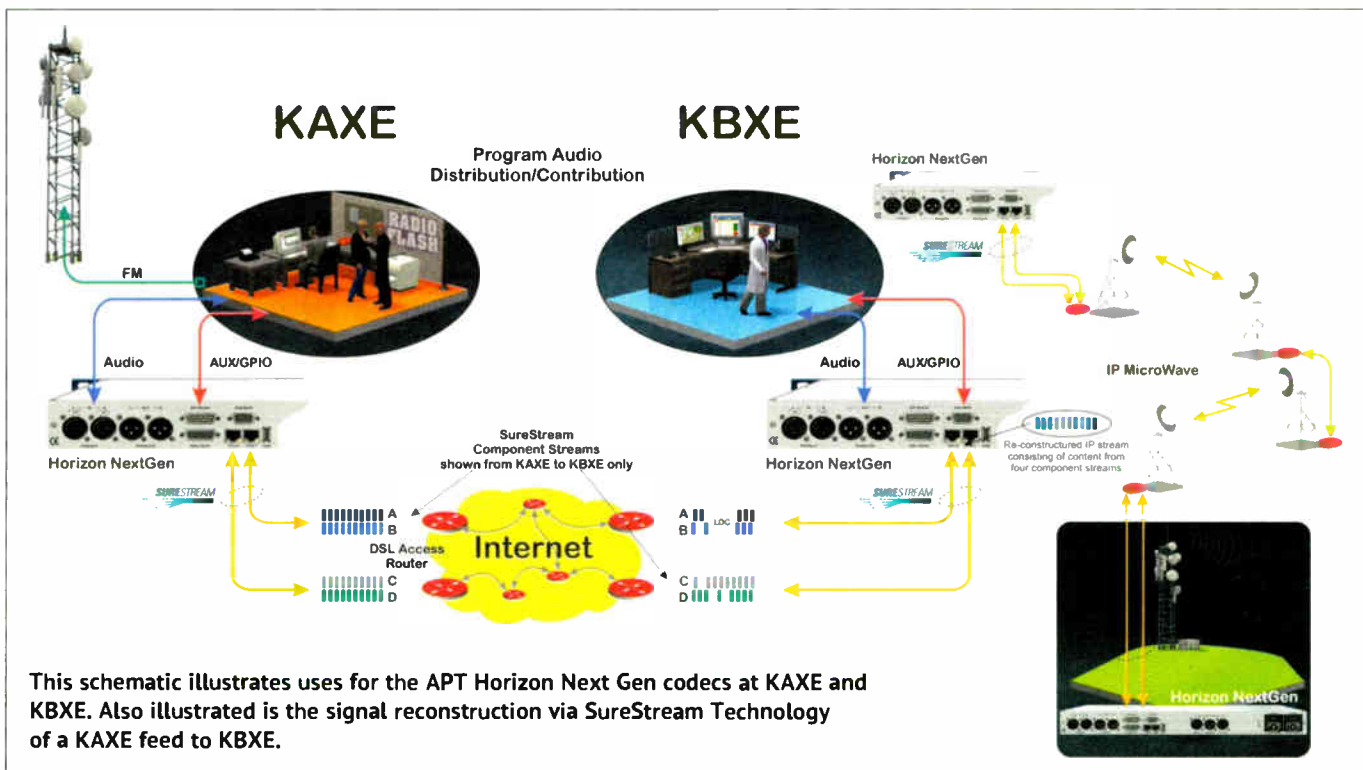 KAXE
KBXE
Program Audio
Distribution/Contribution
Horizon NextGen
SURESTREAM
RADIO
FLASH
FM
Audio
AUX/GPIO
Audio
AUX/GPIO
IP MicroWave
Horizon NextGen
SURESTREAM
SureStream
Component Streams
shown from KAXE to KBXE only
Horizon NextGen
SURESTREAM
Re-constructured IP stream
consisting of content from
four component streams
A
B
DSL Access
Router
C
D
Internet
A
B
LOC
C
D
Horizon NextGen
This schematic illustrates uses for the APT Horizon Next Gen codecs at KAXE and
KBXE. Also illustrated is the signal reconstruction via SureStream Technology
of a KAXE feed to KBXE.